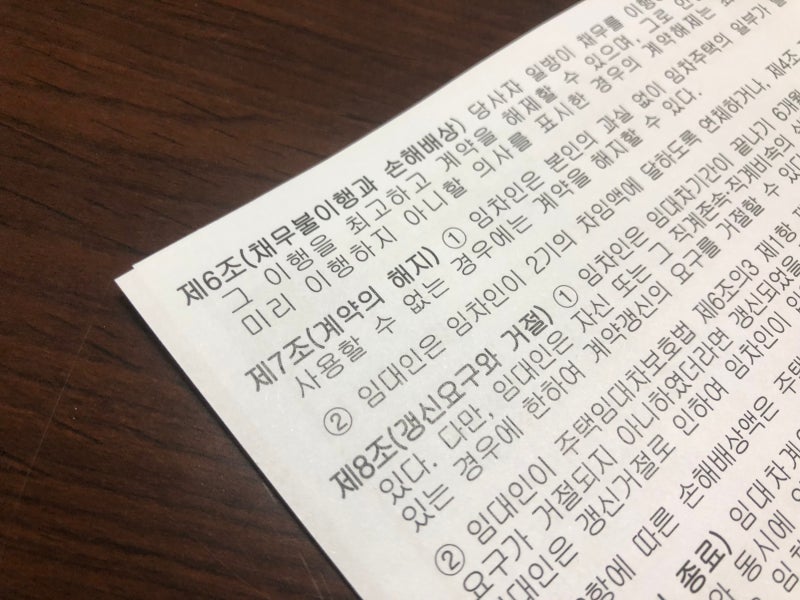 제6조(채무불이행과 손해배상) 당사자 일방이 채무를 이행
그 이행을 최고하고 계약을 해제할 수 있으며, 그로 인
미리 이행하지 아니할 의사를 표시한 경우의 계약해제는
제7조(계약의 해지) ① 임차인은 본인의 과실 없이 임차주택의 일부가
사용할 수 없는 경우에는 계약을 해지할 수 있다.
② 임대인은 임차인이 2기의 차임액에 달하도록 연체하거나, 제4조
제8조(갱신요구와 거절) ① 임차인은 임대차기간이 끝나기 6개월
있다. 다만, 임대인은 자신 또는 그 직계존속·직계비속의
있는 경우에 한하여 계약갱신의 요구를 거절할 수 있다
② 임대인이 주택임대차보호법 제6조의3 제1항
요구가 거절되지 아니하였더라면 갱신되었을
대인은 갱신거절로 인하여 임차인이
항에 따른 손해배상액은 주택
종료) 임대차계
와 동시에